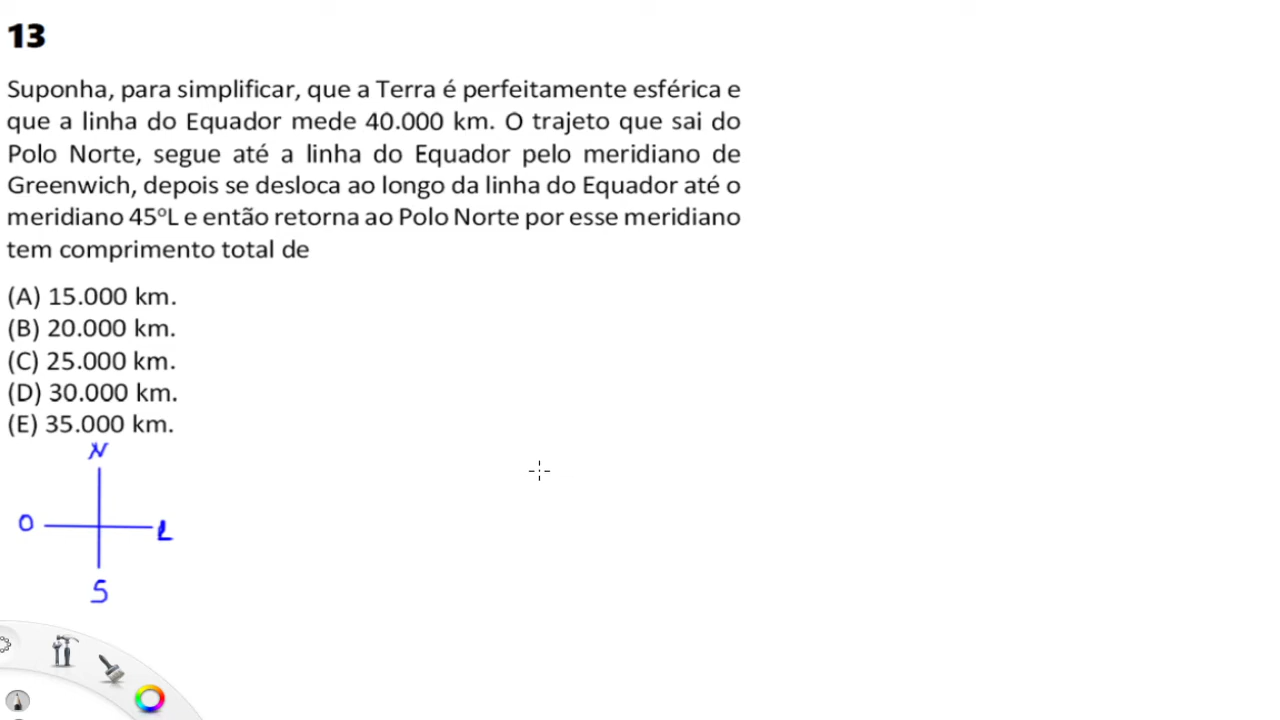 13
Suponha, para simplificar, que a Terra é perfeitamente esférica e
que a linha do Equador mede 40.000 km. O trajeto que sai do
Polo Norte, segue até a linha do Equador pelo meridiano de
Greenwich, depois se desloca ao longo da linha do Equador até o
meridiano 45ºL e então retorna ao Polo Norte por esse meridiano
tem comprimento total de
(A) 15.000 km.
(B) 20.000 km.
(C) 25.000 km.
(D) 30.000 km.
(E) 35.000 km.
N
O L
S